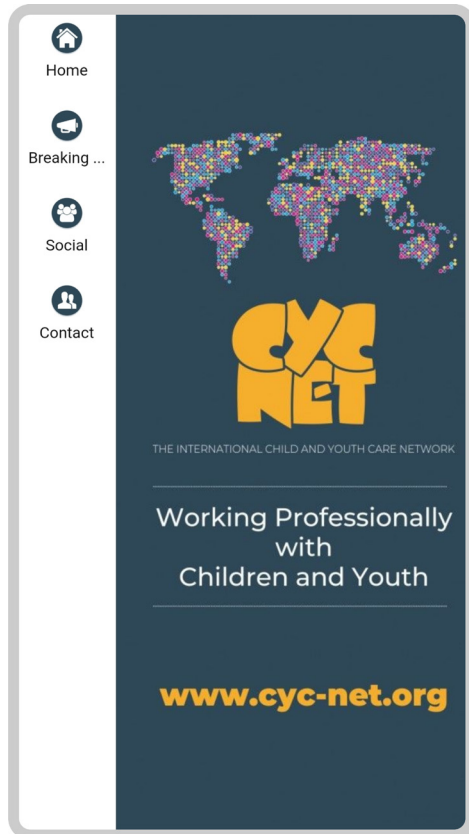 Home
Breaking ...
Social
Contact
CYC
NET
THE INTERNATIONAL CHILD AND YOUTH CARE NETWORK
Working Professionally
with
Children and Youth
www.cyc-net.org